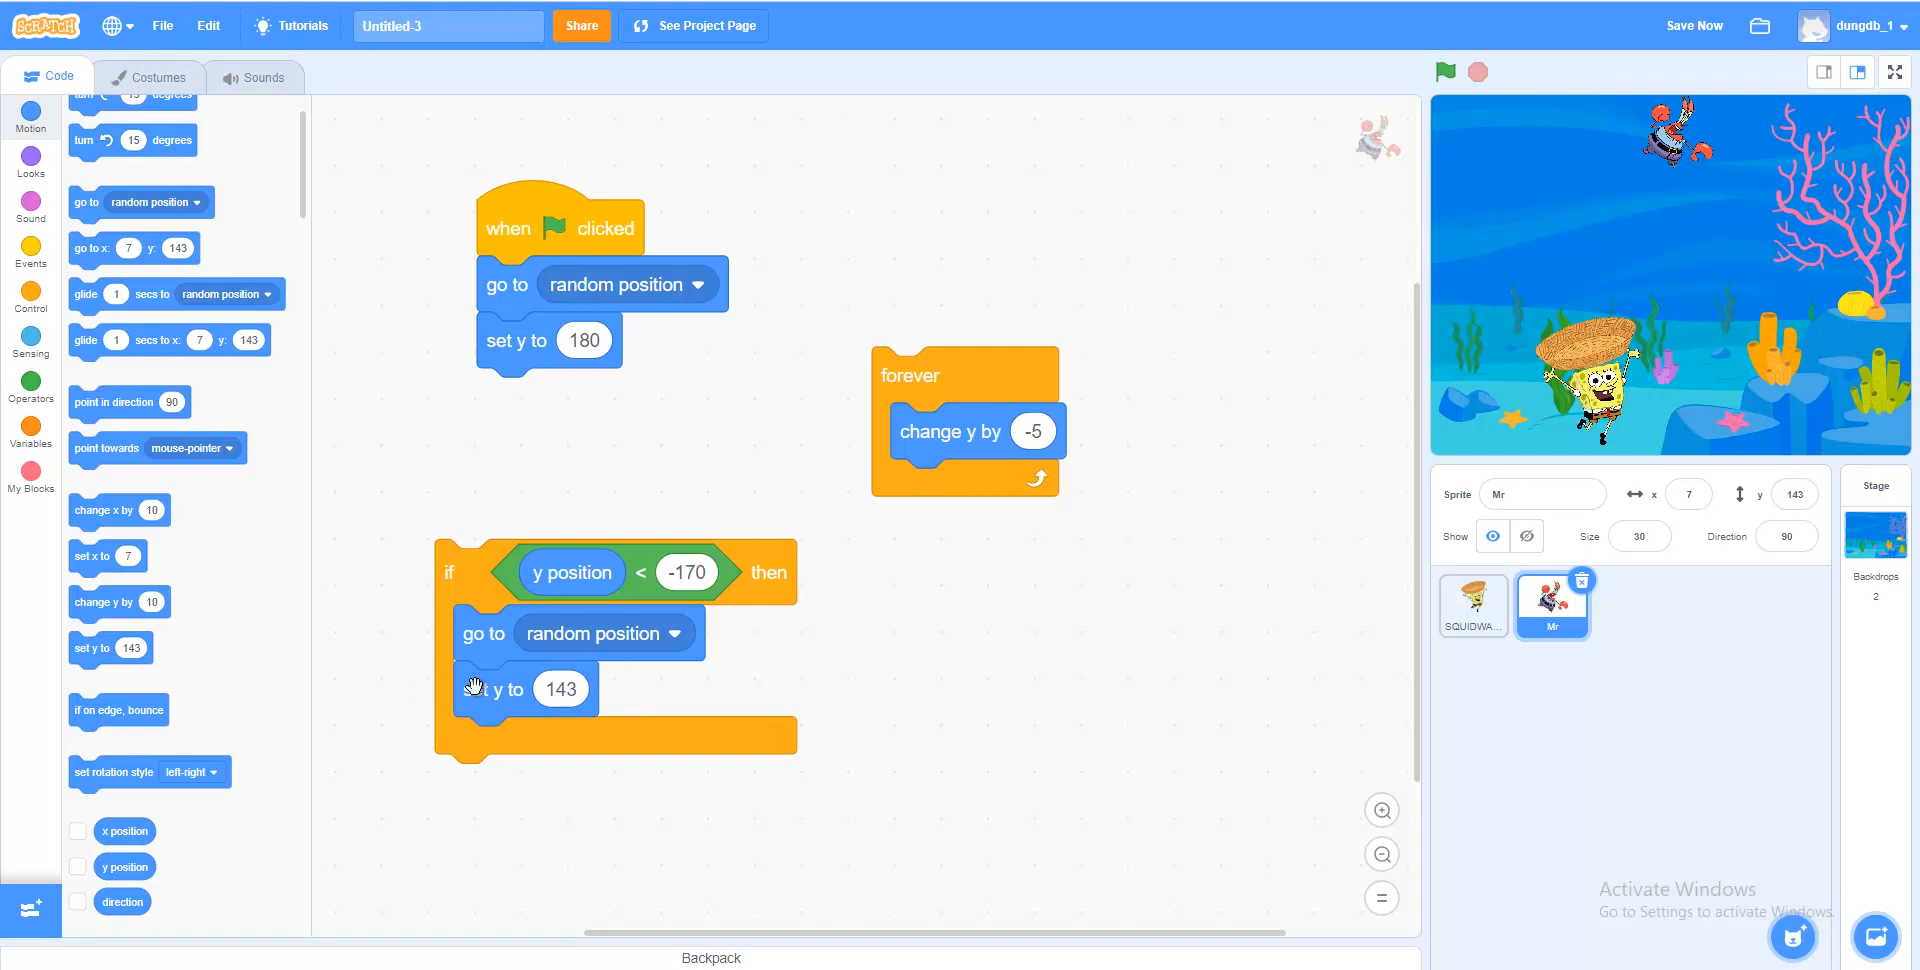 SCRATCH File Edit Tutorials Untitled-3 Share See Project Page Save Now dungdb_1
Code Costumes Sounds
Motion
Looks
Sound
Events
Control
Sensing
Operators
Variables
My Blocks
turn 15 degrees
turn 15 degrees
go to random position
go to x: 7 y: 143
glide 1 secs to random position
glide 1 secs to x: 7 y: 143
point in direction 90
point towards mouse-pointer
change x by 10
set x to 7
change y by 10
set y to 143
if on edge, bounce
set rotation style left-right
x position
y position
direction
when clicked
go to random position
set y to 180
forever
change y by -5
if y position < -170 then
go to random position
set y to 143
Sprite Mr x 7 y 143
Show Size 30 Direction 90
SQUIDWA...
Mr
Stage
Backdrops
2
Activate Windows
Go to Settings to activate Windows.
Backpack
=